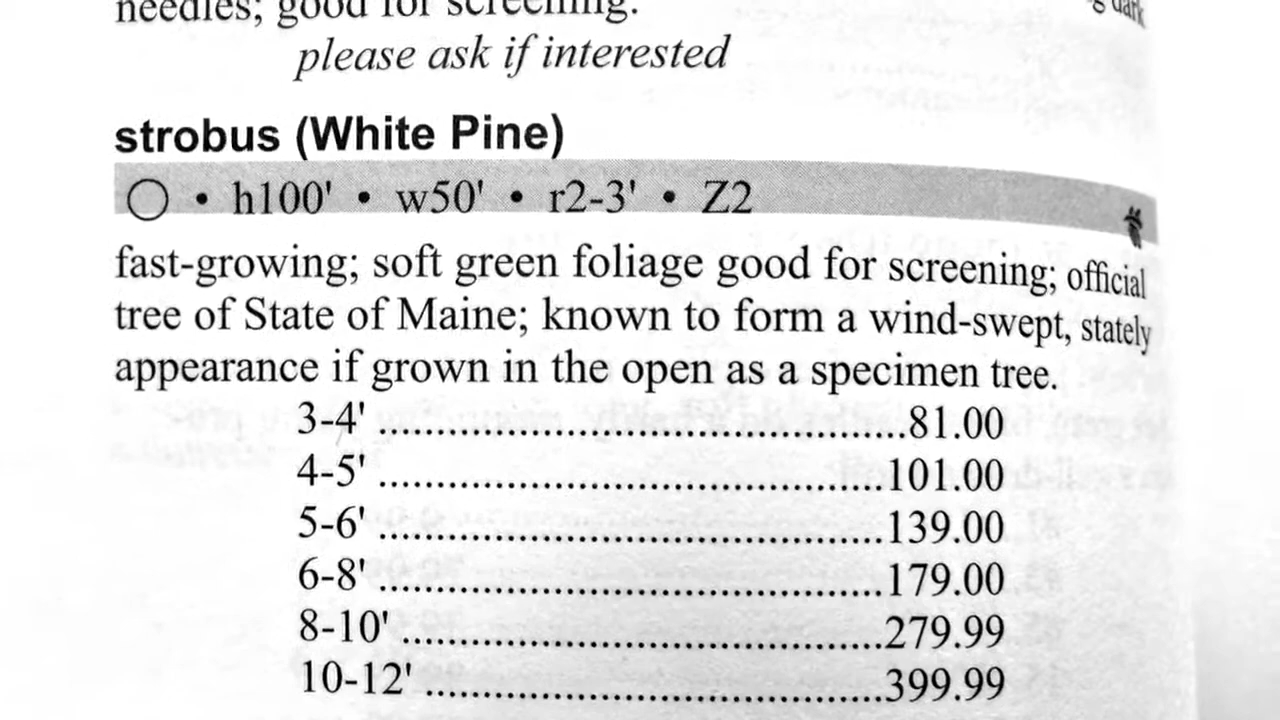 needles; good for screening.
g dark
please ask if interested
strobus (White Pine)
○ • h100' • w50' • r2-3' • Z2
fast-growing; soft green foliage good for screening; official
tree of State of Maine; known to form a wind-swept, stately
appearance if grown in the open as a specimen tree.
3-4' ................................................81.00
4-5' .............................................101.00
5-6' .............................................139.00
6-8' .............................................179.00
8-10' ...........................................279.99
10-12' .........................................399.99